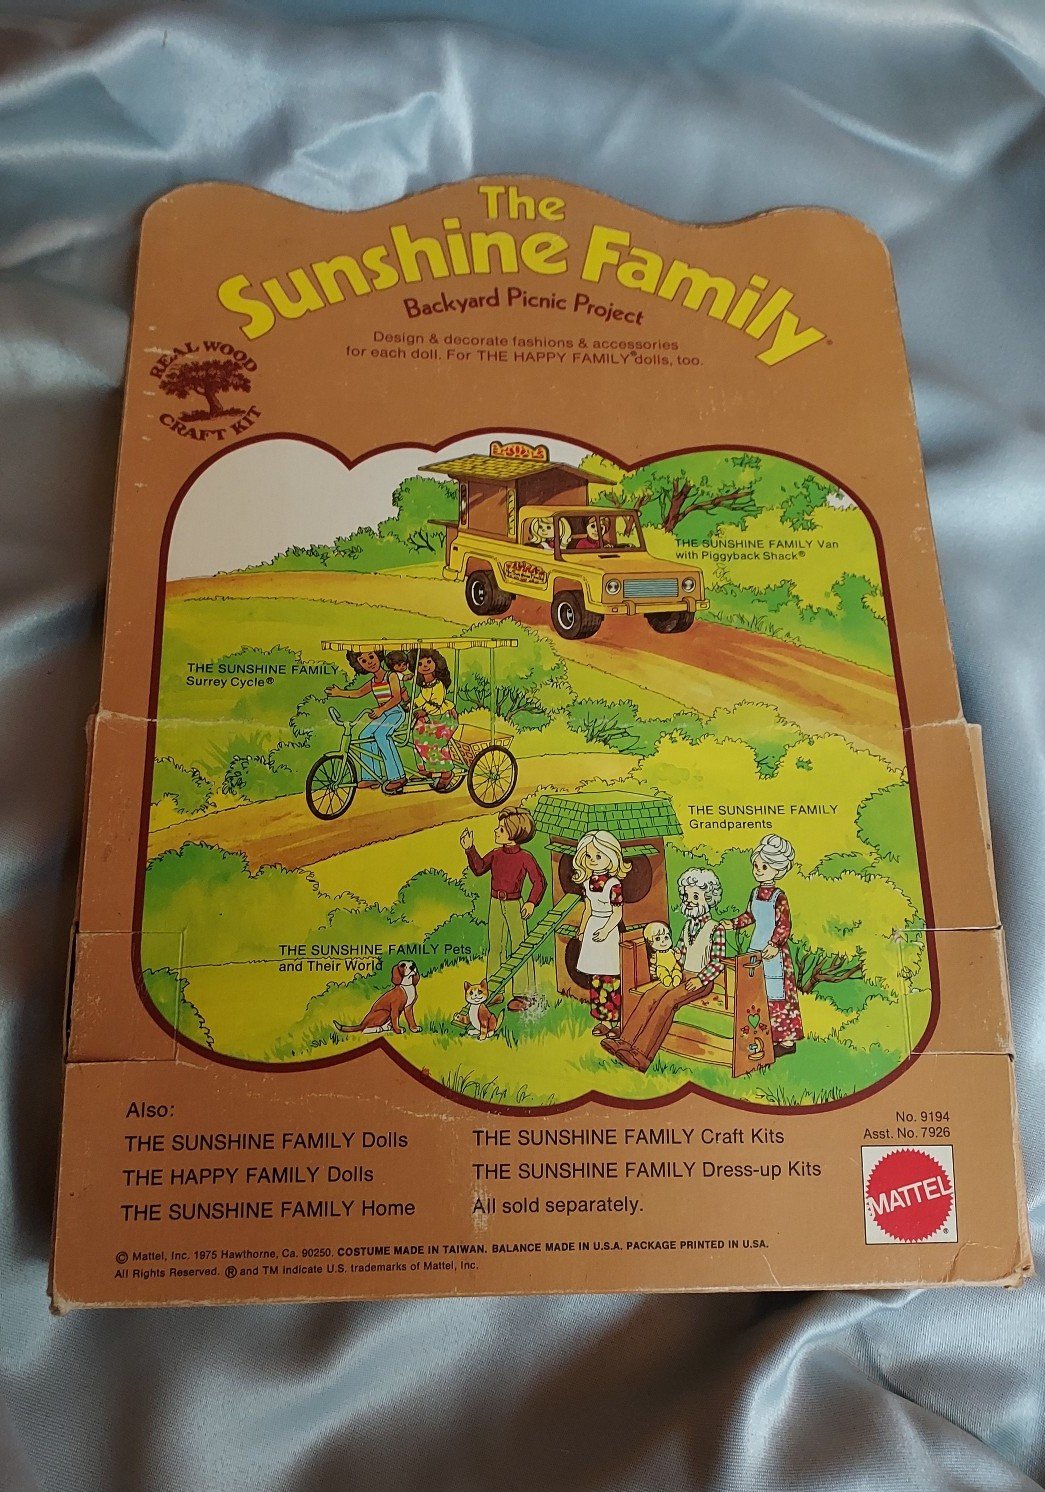 The
Sunshine Family®
Backyard Picnic Project
Design & decorate fashions & accessories
for each doll. For THE HAPPY FAMILY® dolls, too.
REAL WOOD
CRAFT KIT
THE SUNSHINE FAMILY Van
with Piggyback Shack®
THE SUNSHINE FAMILY
Surrey Cycle®
THE SUNSHINE FAMILY
Grandparents
THE SUNSHINE FAMILY Pets
and Their World
Also:
THE SUNSHINE FAMILY Dolls
THE HAPPY FAMILY Dolls
THE SUNSHINE FAMILY Home
THE SUNSHINE FAMILY Craft Kits
THE SUNSHINE FAMILY Dress-up Kits
All sold separately.
No. 9194
Asst. No. 7926
MATTEL®
© Mattel, Inc. 1975 Hawthorne, Ca. 90250. COSTUME MADE IN TAIWAN. BALANCE MADE IN U.S.A. PACKAGE PRINTED IN U.S.A.
All Rights Reserved. ® and TM indicate U.S. trademarks of Mattel, Inc.